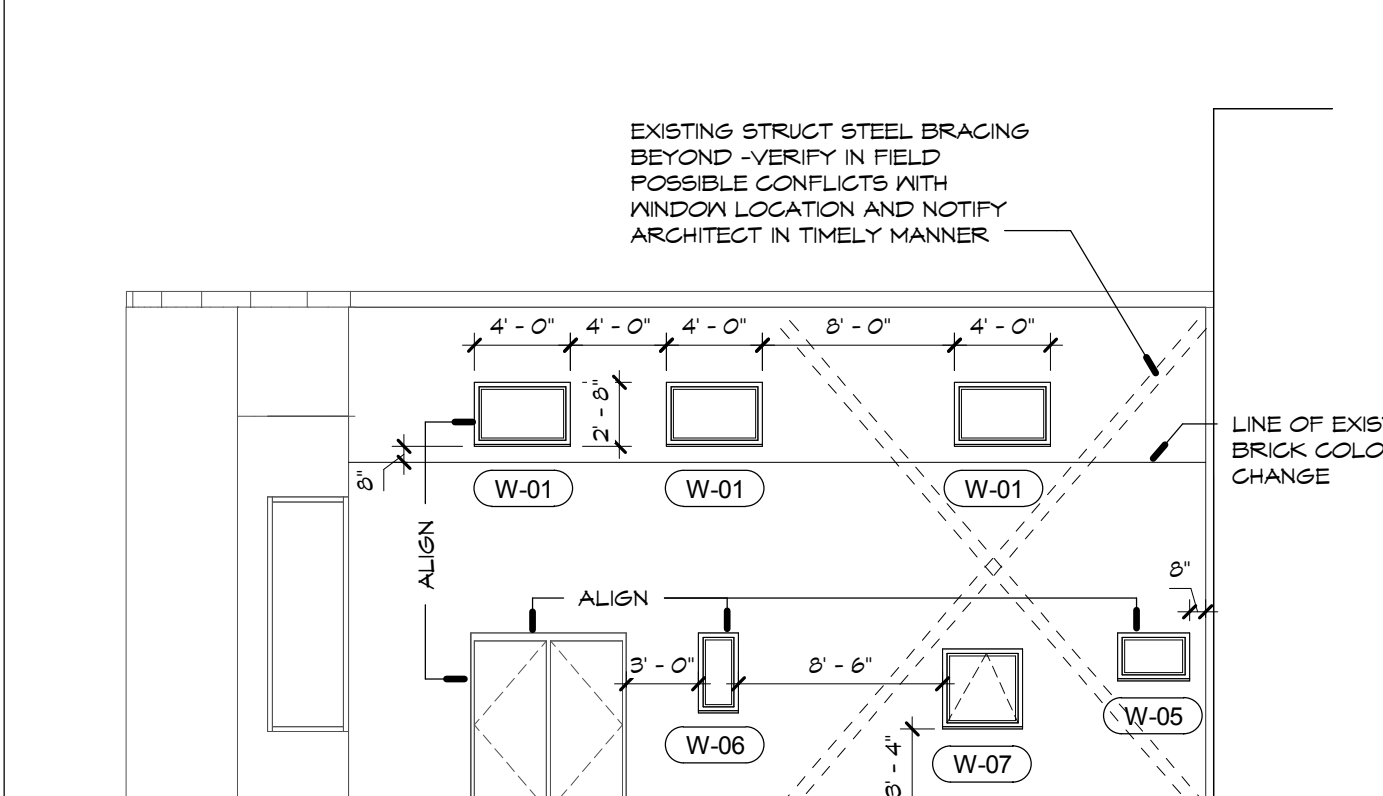 EXISTING STRUCT STEEL BRACING
BEYOND -VERIFY IN FIELD
POSSIBLE CONFLICTS WITH
WINDOW LOCATION AND NOTIFY
ARCHITECT IN TIMELY MANNER
4' - 0" 4' - 0" 4' - 0" 8' - 0" 4' - 0"
2' - 8"
LINE OF
BRICK
CHANGE
8"
W-01 W-01 W-01
ALIGN
8"
ALIGN
3' - 0" 8' - 6"
W-05
W-06
W-07